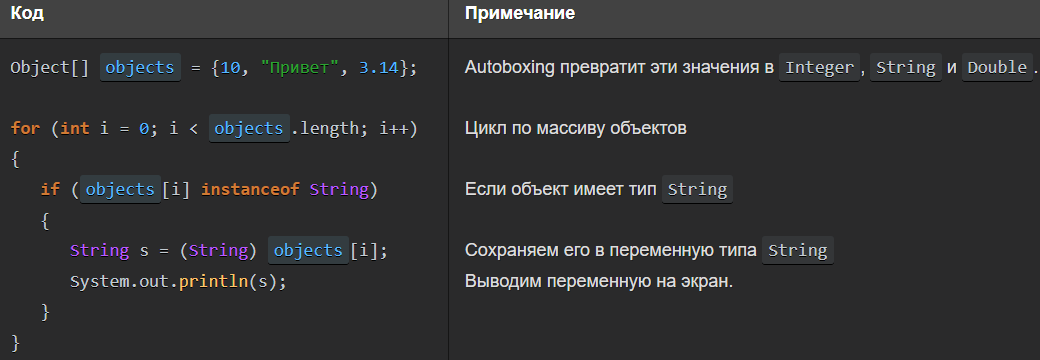 Код Примечание
Object[] objects = {10, "Привет", 3.14}; Autoboxing превратит эти значения в Integer, String и Double.
for (int i = 0; i < objects.length; i++) Цикл по массиву объектов
{
if (objects[i] instanceof String) Если объект имеет тип String
{
String s = (String) objects[i]; Сохраняем его в переменную типа String
System.out.println(s); Выводим переменную на экран.
}
}